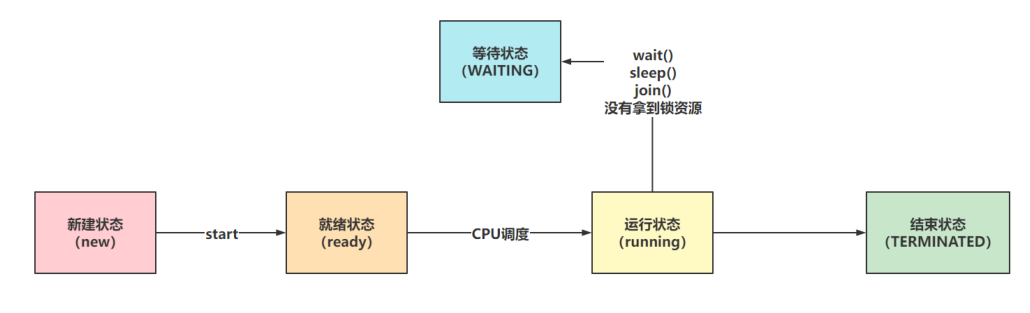 等待状态
（WAITING）
wait()
sleep()
join()
没有拿到锁资源
新建状态
（new）
start
就绪状态
（ready）
CPU调度
运行状态
（running）
结束状态
（TERMINATED）